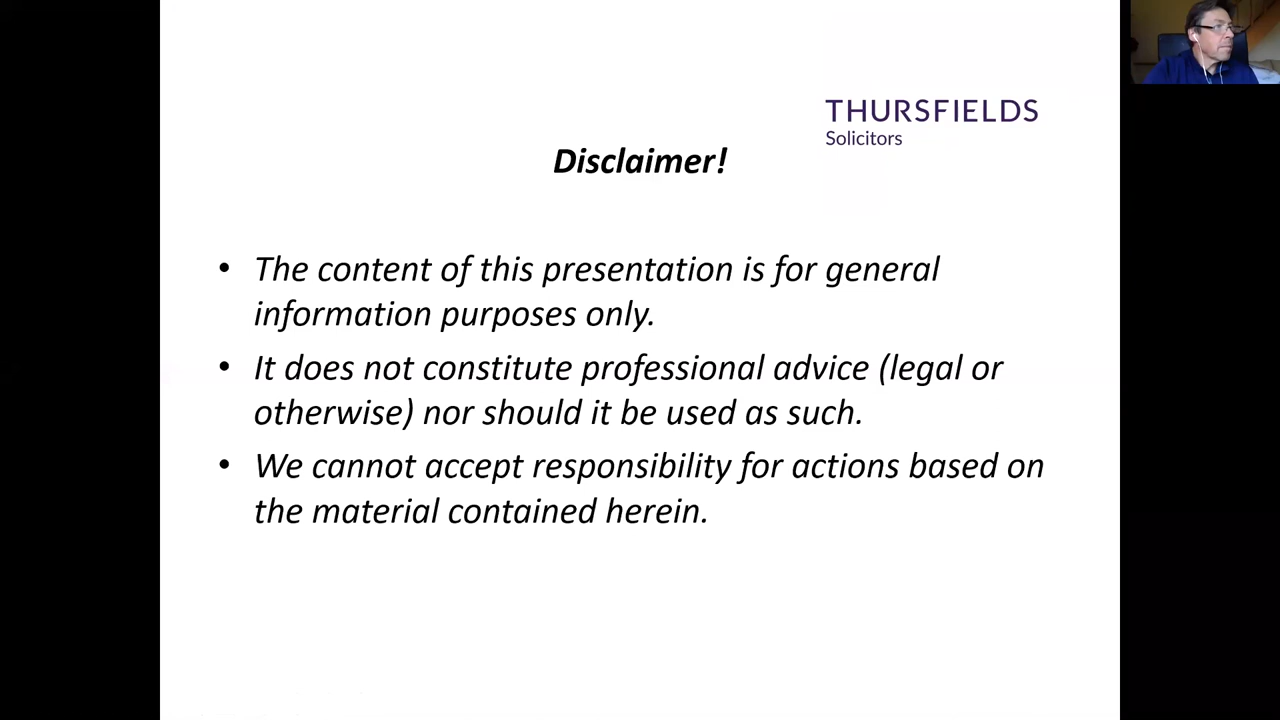 THURSFIELDS
Solicitors
Disclaimer!
• The content of this presentation is for general
information purposes only.
• It does not constitute professional advice (legal or
otherwise) nor should it be used as such.
• We cannot accept responsibility for actions based on
the material contained herein.